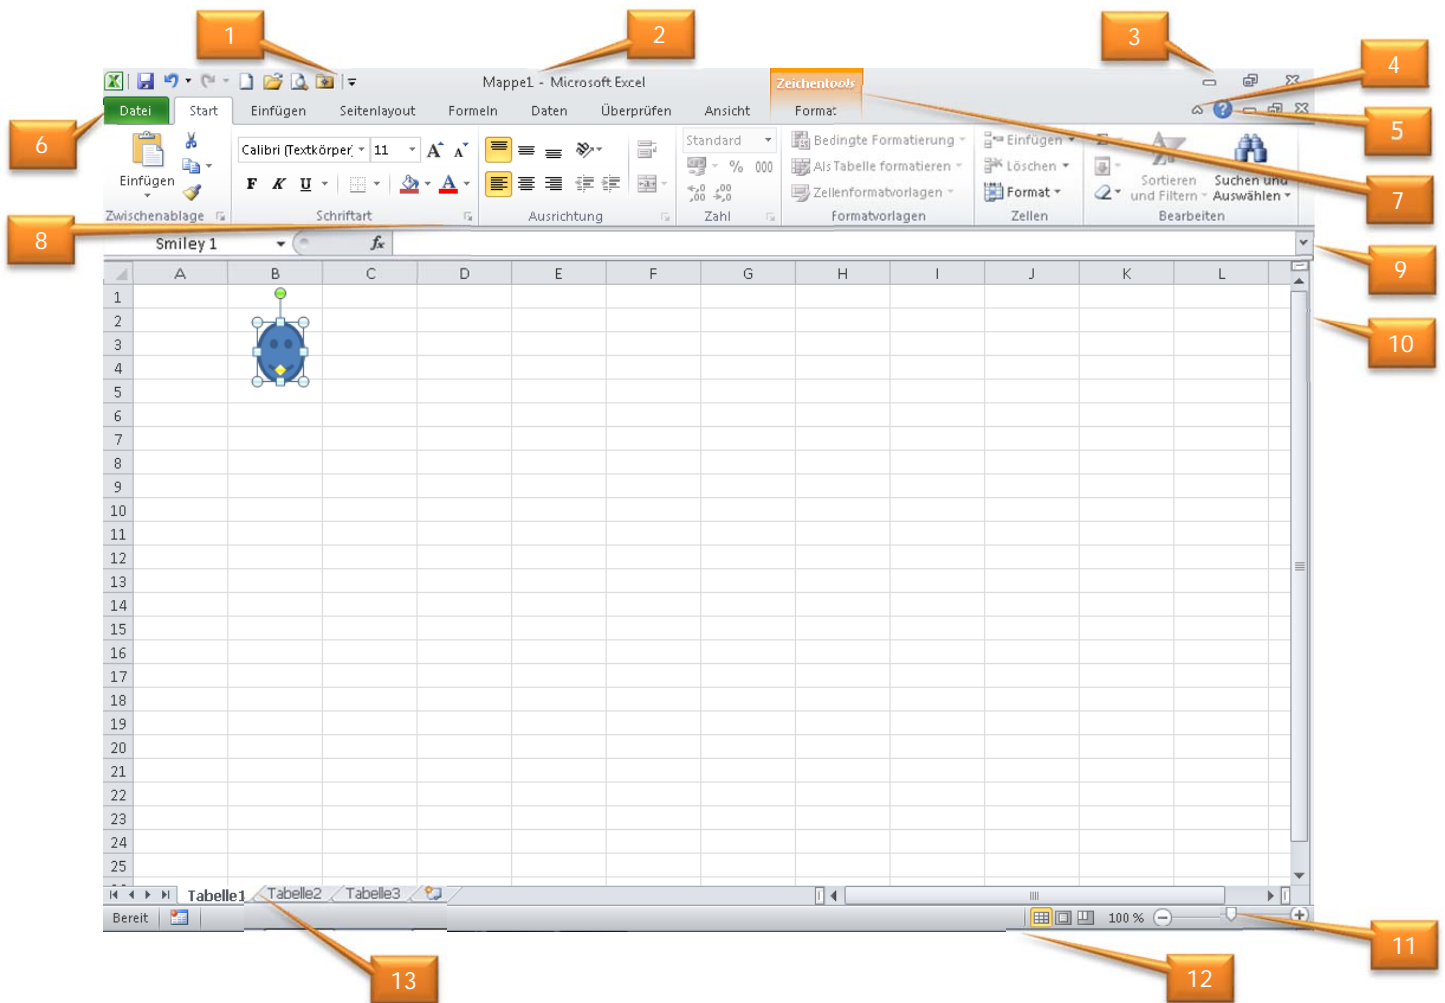 1
2
3
4
Mappe1 - Microsoft Excel
Zeichentools
Datei Start Einfügen Seitenlayout Formeln Daten Überprüfen Ansicht Format
5
6
Calibri (Textkörper) 11
Standard
Bedingte Formatierung
Einfügen
% 000
Als Tabelle formatieren
Löschen
Einfügen
F K U
Zellenformatvorlagen
Format
Sortieren und Filtern
Suchen und Auswählen
7
Zwischenablage Schriftart Ausrichtung Zahl Formatvorlagen Zellen Bearbeiten
8
Smiley 1 fx
9
A B C D E F G H I J K L
1
2
3
10
4
5
6
7
8
9
10
11
12
13
14
15
16
17
18
19
20
21
22
23
24
25
Tabelle1 Tabelle2 Tabelle3
Bereit 100 %
11
12
13